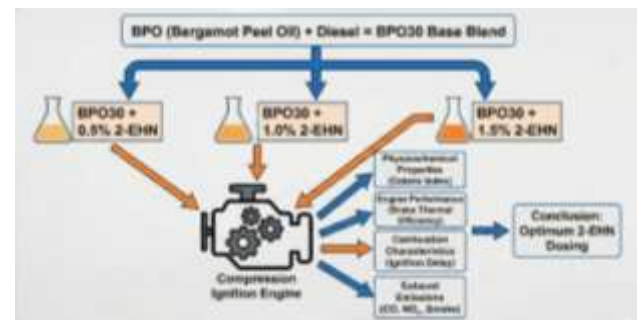 BPO (Bergamot Peel Oil) + Diesel = BPO30 Base Blend
BPO30 +
0.5% 2-EHN
BPO30 +
1.0% 2-EHN
BPO30 +
1.5% 2-EHN
Physicochemical
Properties
(Cetane Index)
Engine Performance
(Brake Thermal
Efficiency)
Combustion
Characteristics
(Ignition Delay)
Exhaust
Emissions
(CO, NOₓ, Smoke)
Compression
Ignition Engine
Conclusion:
Optimum 2-EHN
Dosing